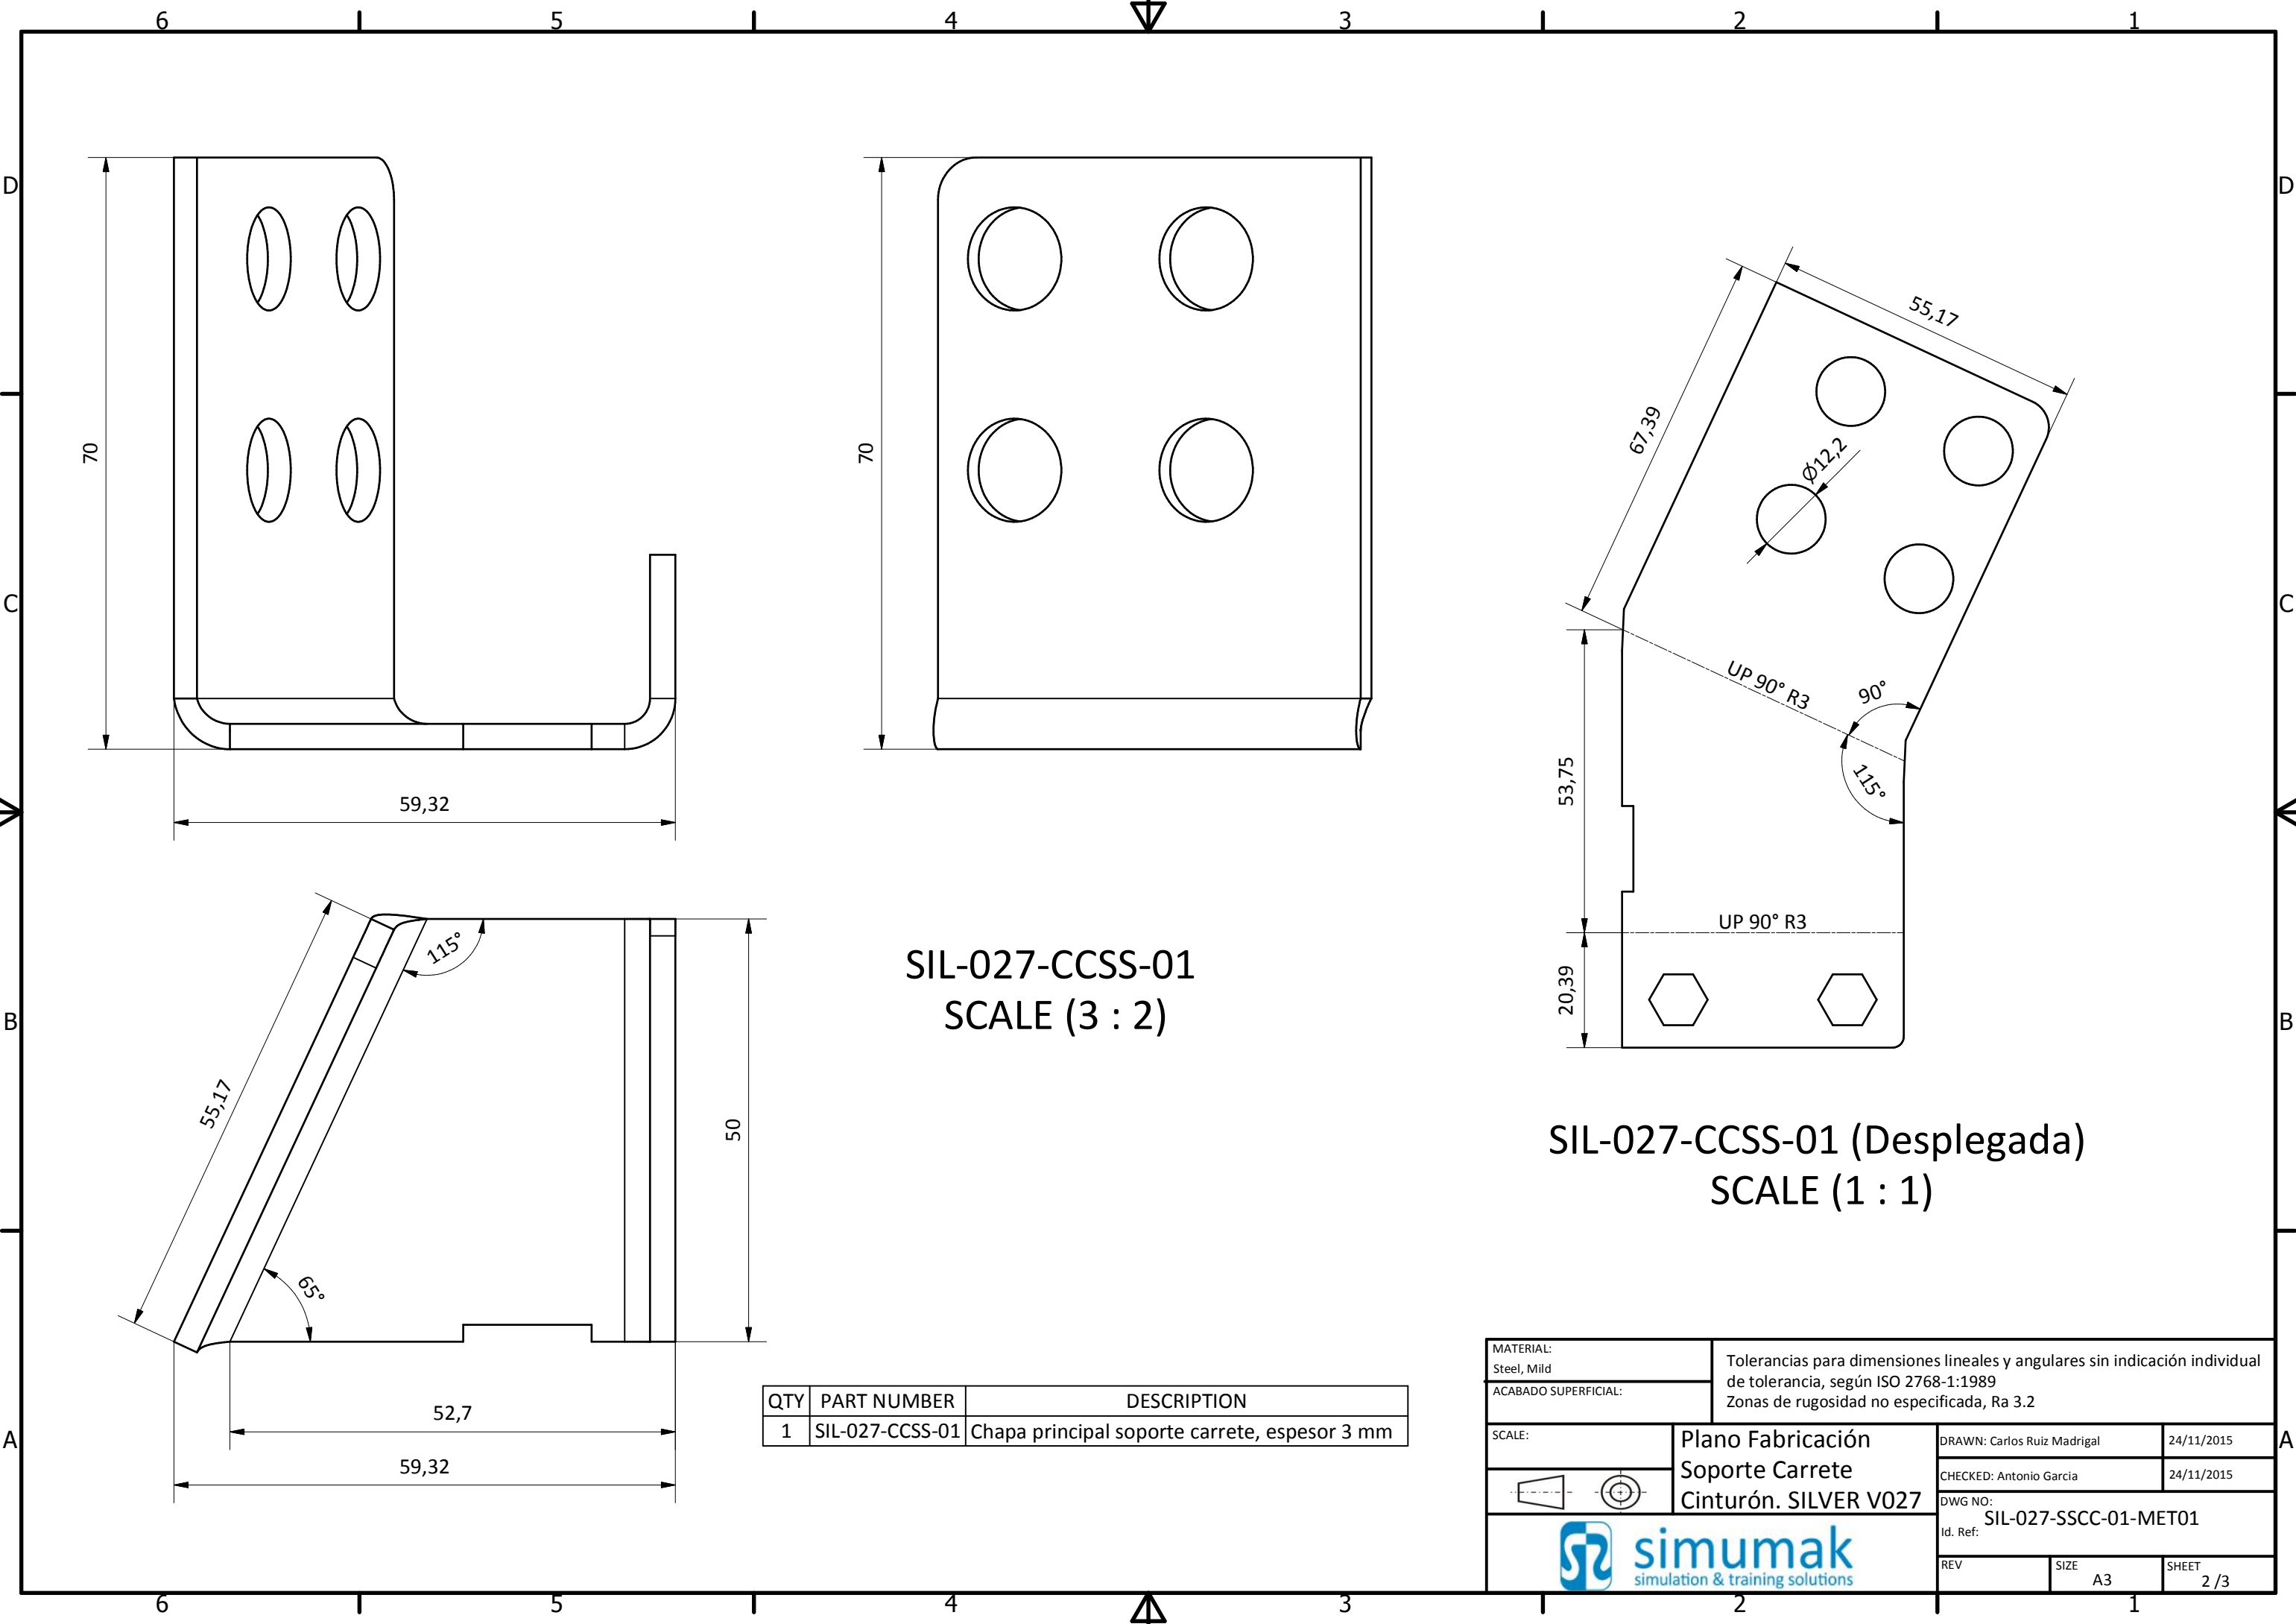 6 5 4 3 2 1
D D
C C
B B
A A
70
59,32
70
67,39
55,17
Ø12,2
UP 90° R3
90°
115°
53,75
UP 90° R3
20,39
SIL-027-CCSS-01 (Desplegada)
SCALE (1 : 1)
115°
55,17
65°
50
52,7
59,32
SIL-027-CCSS-01
SCALE (3 : 2)
QTY PART NUMBER DESCRIPTION
1 SIL-027-CCSS-01 Chapa principal soporte carrete, espesor 3 mm
MATERIAL:
Steel, Mild
ACABADO SUPERFICIAL:
Tolerancias para dimensiones lineales y angulares sin indicación individual
de tolerancia, según ISO 2768-1:1989
Zonas de rugosidad no especificada, Ra 3.2
SCALE:
Plano Fabricación
Soporte Carrete
Cinturón. SILVER V027
DRAWN: Carlos Ruiz Madrigal 24/11/2015
CHECKED: Antonio Garcia 24/11/2015
DWG NO:
SIL-027-SSCC-01-MET01
Id. Ref:
REV SIZE SHEET
A3 2 /3
simumak
simulation & training solutions
6 5 4 3 2 1